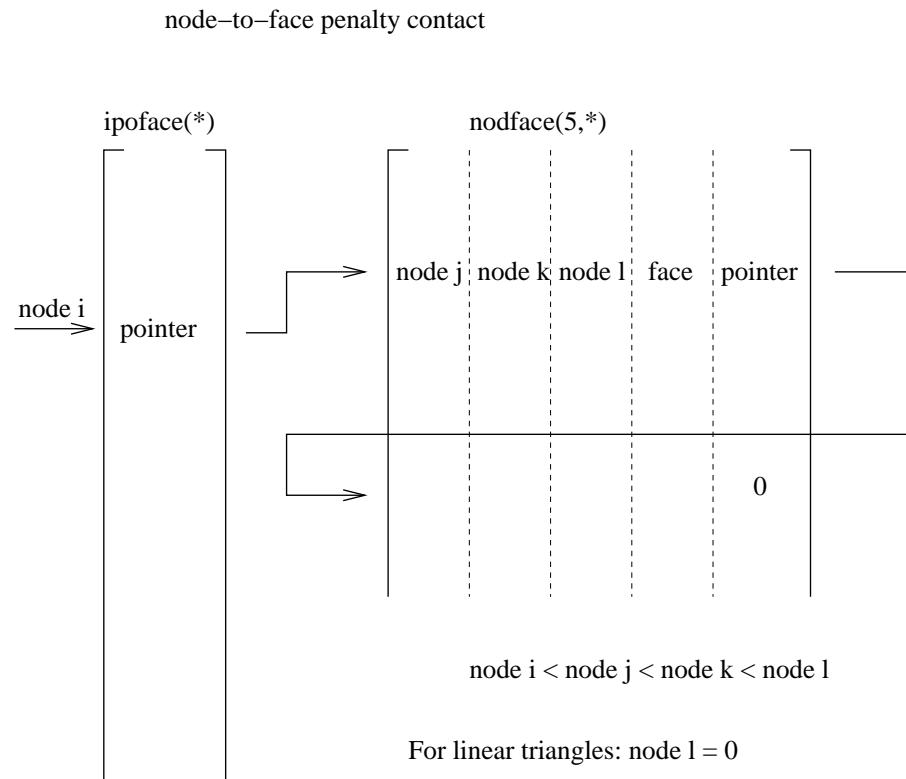 node−to−face penalty contact
ipoface(*)
nodface(5,*)
node j node k node l face pointer
node i
pointer
0
node i < node j < node k < node l
For linear triangles: node l = 0